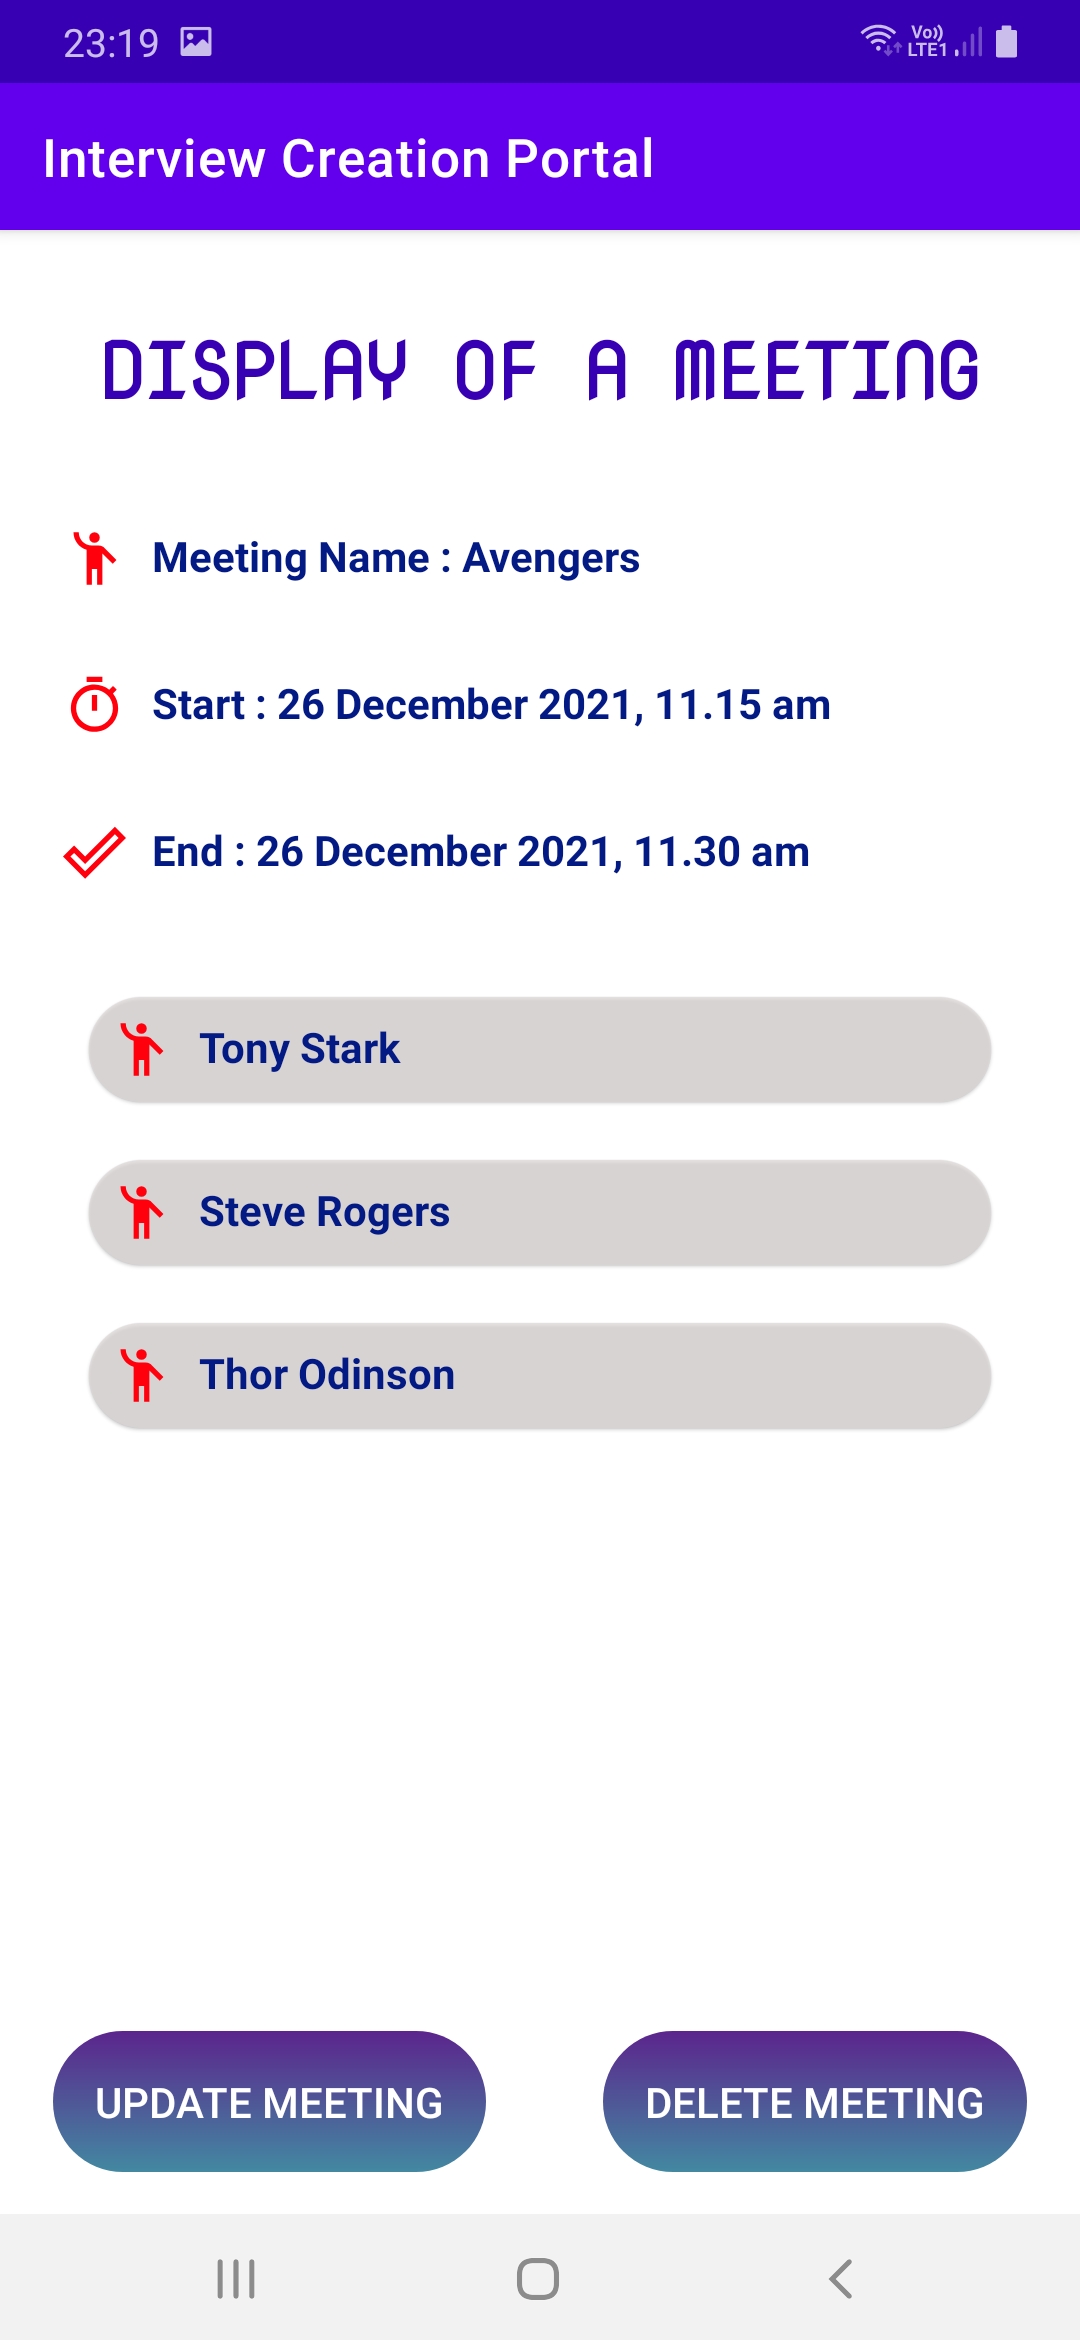 23:19
Vo)) LTE1
Interview Creation Portal
DISPLAY OF A MEETING
Meeting Name : Avengers
Start : 26 December 2021, 11.15 am
End : 26 December 2021, 11.30 am
Tony Stark
Steve Rogers
Thor Odinson
UPDATE MEETING
DELETE MEETING